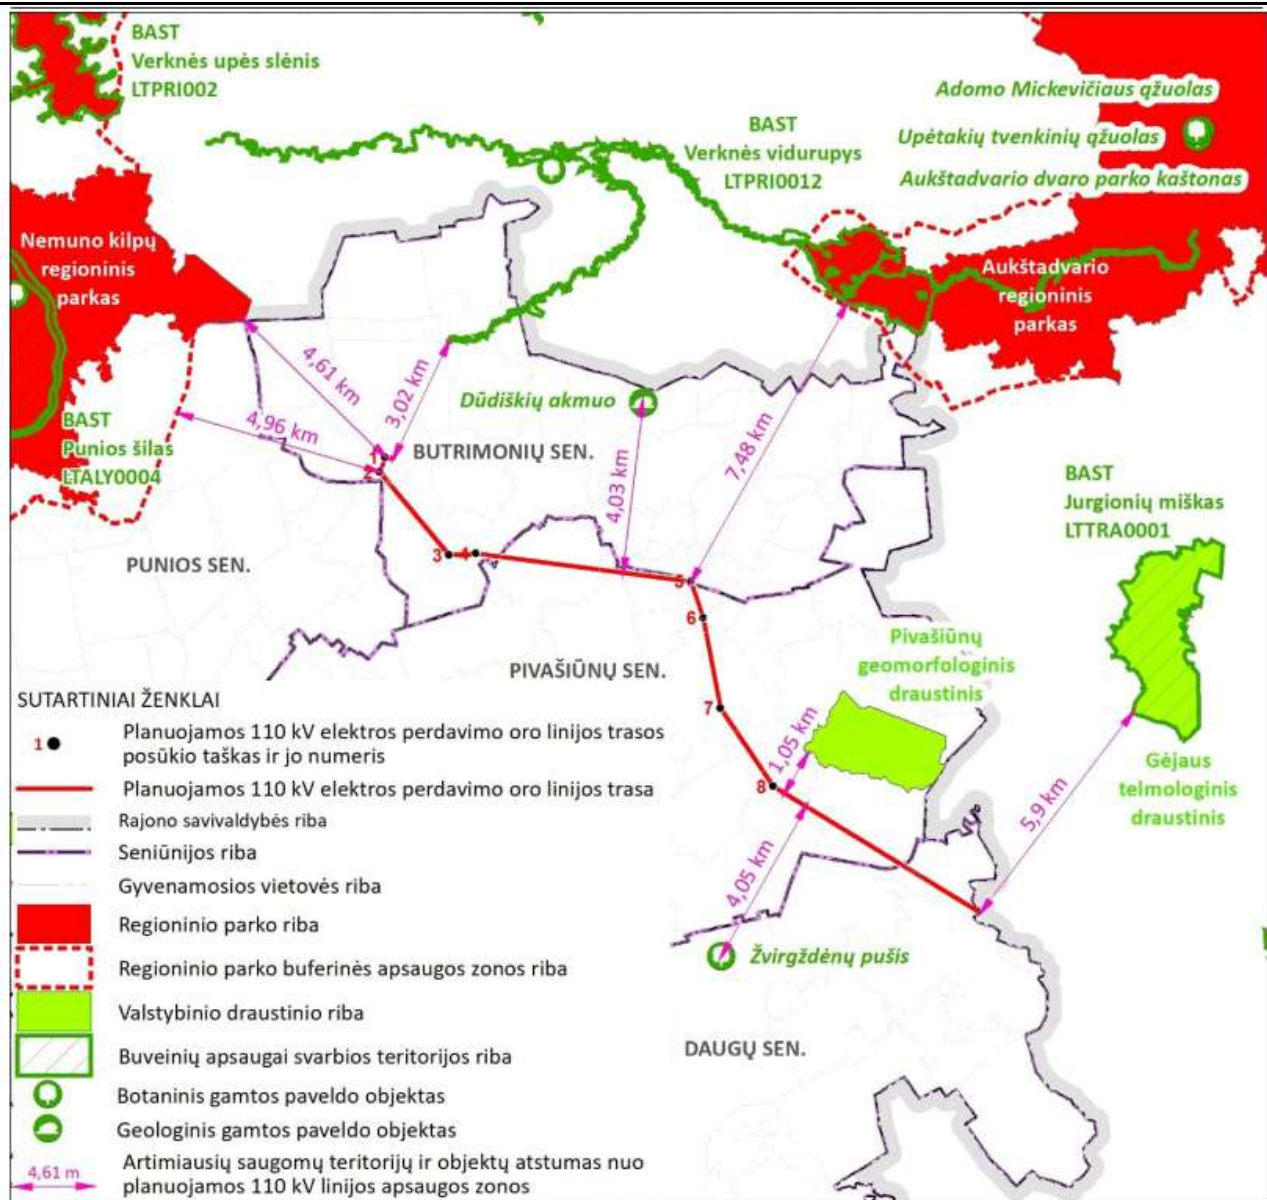 BAST
Verknės upės slėnis
LTPRI002
Adomo Mickevičiaus ąžuolas
Upėtakių tvenkinių ąžuolas
Aukštadvario dvaro parko kaštonas
BAST
Verknės vidurupys
LTPRI0012
Nemuno kilpų
regioninis
parkas
Aukštadvario
regioninis
parkas
4,61 km
3,02 km
4,96 km
7,48 km
4,03 km
Dūdiškių akmuo
BAST
Punios šilas
LTALY0004
1
2
BUTRIMONIŲ SEN.
BAST
Jurgionių miškas
LTTRA0001
PUNIOS SEN.
3
4
5
6
PIVAŠIŪNŲ SEN.
Pivašiūnų
geomorfologinis
draustinis
7
8
1,05 km
4,05 km
5,9 km
Gėjaus
telmologinis
draustinis
Žvirgždėnų pušis
DAUGŲ SEN.
SUTARTINIAI ŽENKLAI
1
Planuojamos 110 kV elektros perdavimo oro linijos trasos
posūkio taškas ir jo numeris
Planuojamos 110 kV elektros perdavimo oro linijos trasa
Rajono savivaldybės riba
Seniūnijos riba
Gyvenamosios vietovės riba
Regioninio parko riba
Regioninio parko buferinės apsaugos zonos riba
Valstybinio draustinio riba
Buveinių apsaugai svarbios teritorijos riba
Botaninis gamtos paveldo objektas
Geologinis gamtos paveldo objektas
4,61 m
Artimiausių saugomų teritorijų ir objektų atstumas nuo
planuojamos 110 kV linijos apsaugos zonos